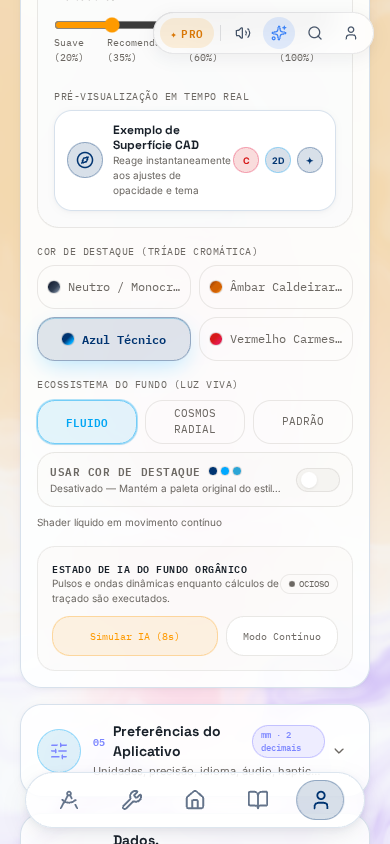 ✦ PRO
Suave
(20%)
(35%)
(60%)
(100%)
PRÉ-VISUALIZAÇÃO EM TEMPO REAL
Exemplo de
Superfície CAD
Reage instantaneamente
aos ajustes de
opacidade e tema
C
2D
✦
COR DE DESTAQUE (TRÍADE CROMÁTICA)
Neutro / Monocr…
Âmbar Caldeirar…
Azul Técnico
Vermelho Carmes…
ECOSSISTEMA DO FUNDO (LUZ VIVA)
FLUIDO
COSMOS
RADIAL
PADRÃO
USAR COR DE DESTAQUE
Desativado — Mantém a paleta original do estil…
Shader líquido em movimento contínuo
ESTADO DE IA DO FUNDO ORGÂNICO
Pulsos e ondas dinâmicas enquanto cálculos de
traçado são executados.
OCIOSO
Simular IA (8s)
Modo Contínuo
05
Preferências do
Aplicativo
mm · 2
decimais
Unidades, precisão, idioma, áudio, haptic
Dados,